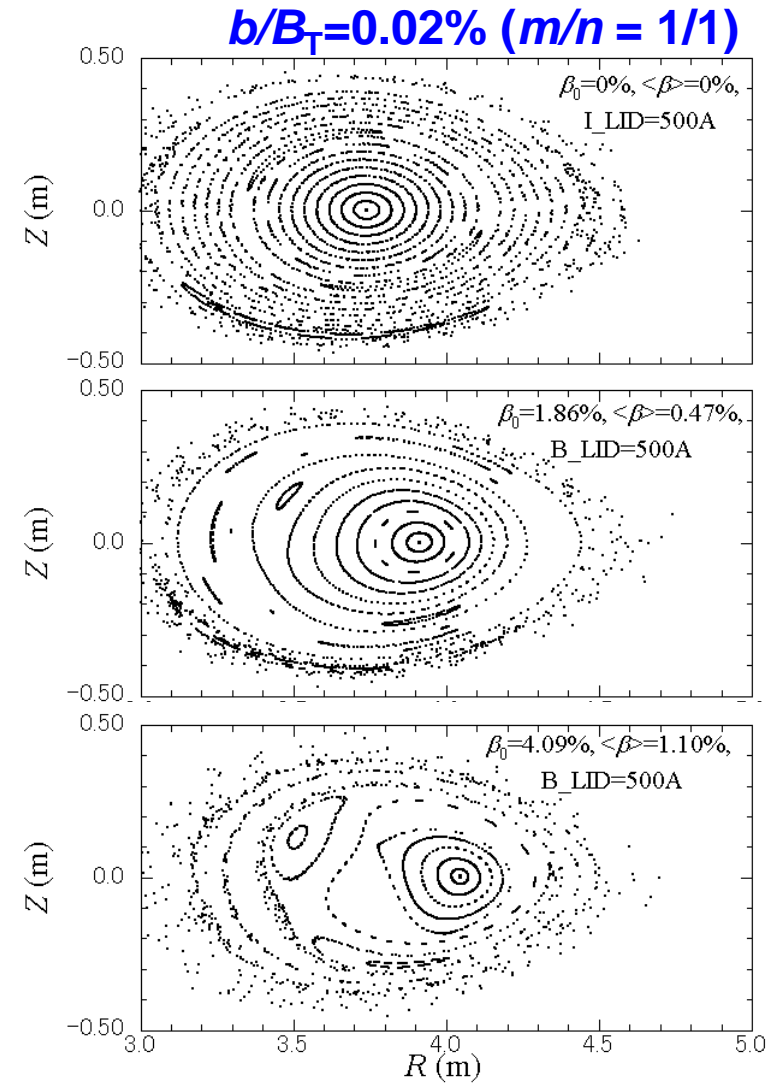 b/B_T=0.02% (m/n = 1/1)
0.50
β₀=0%, <β>=0%,
I_LID=500A
Z (m)
0.0
−0.50
0.50
β₀=1.86%, <β>=0.47%,
B_LID=500A
Z (m)
0.0
−0.50
0.50
β₀=4.09%, <β>=1.10%,
B_LID=500A
Z (m)
0.0
−0.50
3.0 3.5 4.0 4.5 5.0
R (m)